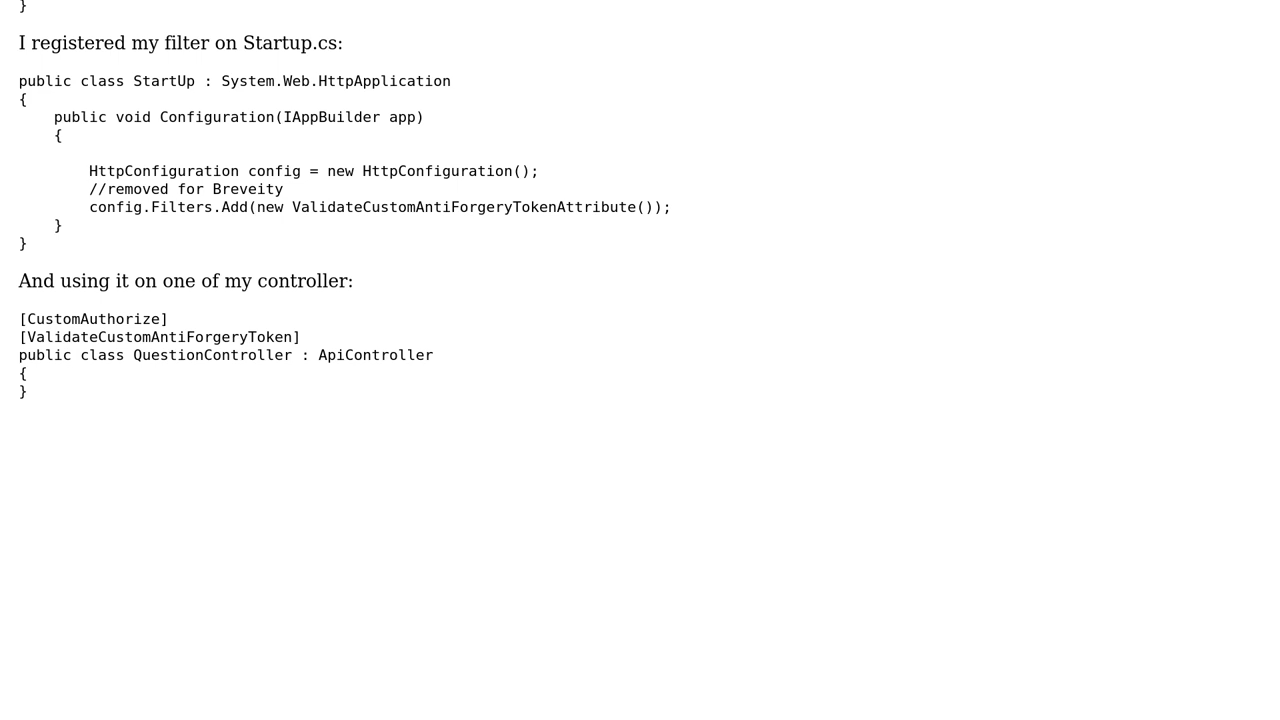 }
I registered my filter on Startup.cs:
public class StartUp : System.Web.HttpApplication
{
    public void Configuration(IAppBuilder app)
    {
        HttpConfiguration config = new HttpConfiguration();
        //removed for Breveity
        config.Filters.Add(new ValidateCustomAntiForgeryTokenAttribute());
    }
}
And using it on one of my controller:
[CustomAuthorize]
[ValidateCustomAntiForgeryToken]
public class QuestionController : ApiController
{
}